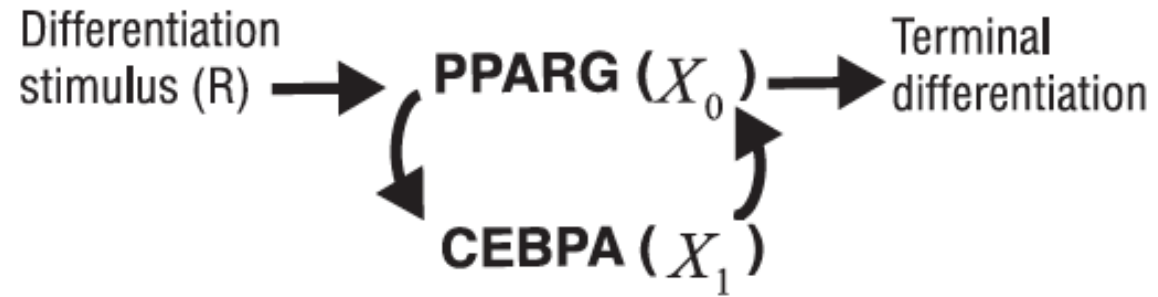 Differentiation
stimulus (R)
PPARG (X₀)
Terminal
differentiation
CEBPA (X₁)